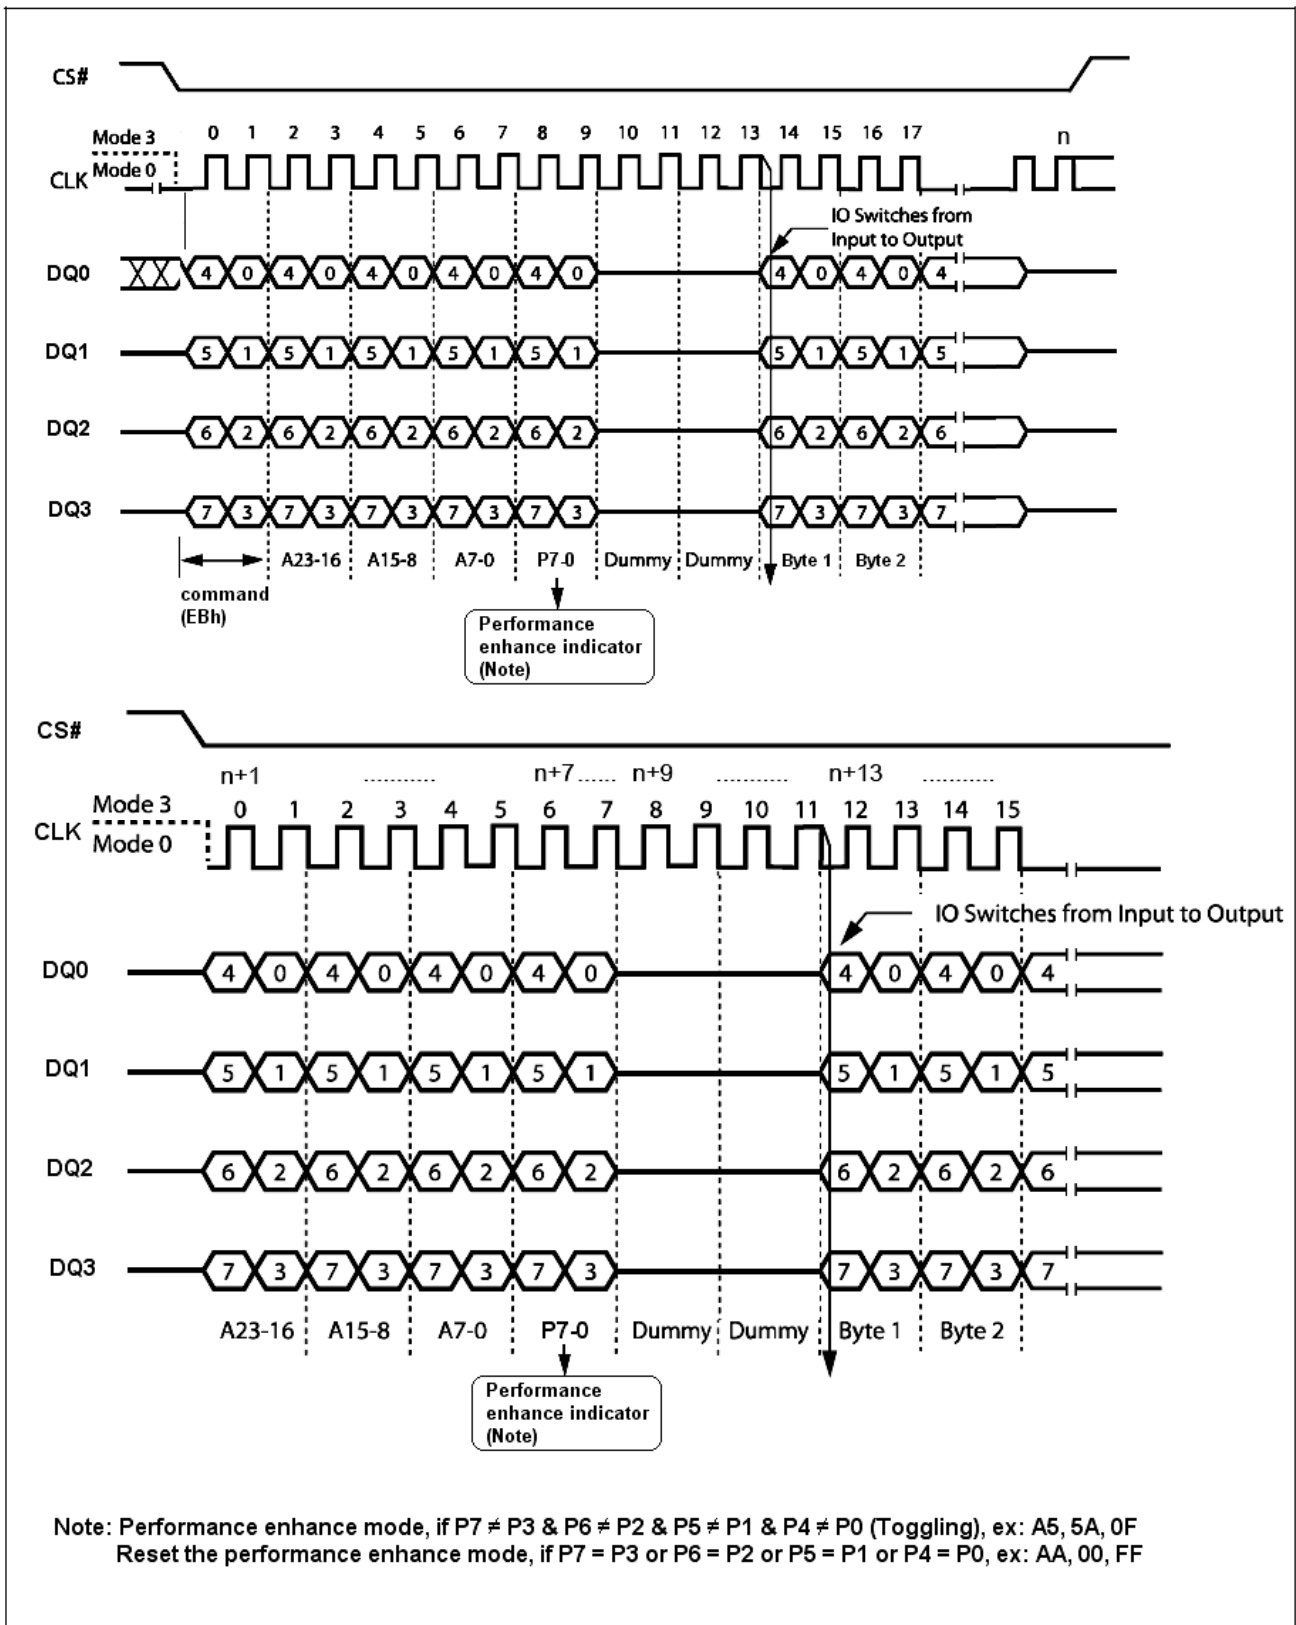 CS#
Mode 3 0 1 2 3 4 5 6 7 8 9 10 11 12 13 14 15 16 17 n
CLK Mode 0
IO Switches from
Input to Output
DQ0 4 0 4 0 4 0 4 0 4 0 4 0 4 0 4
DQ1 5 1 5 1 5 1 5 1 5 1 5 1 5 1 5
DQ2 6 2 6 2 6 2 6 2 6 2 6 2 6 2 6
DQ3 7 3 7 3 7 3 7 3 7 3 7 3 7 3 7
A23-16 A15-8 A7-0 P7-0 Dummy Dummy Byte 1 Byte 2
command
(EBh)
Performance
enhance indicator
(Note)
CS#
n+1 ........... n+7 ...... n+9 ........... n+13 ...........
Mode 3 0 1 2 3 4 5 6 7 8 9 10 11 12 13 14 15
CLK Mode 0
IO Switches from Input to Output
DQ0 4 0 4 0 4 0 4 0 4 0 4 0 4
DQ1 5 1 5 1 5 1 5 1 5 1 5 1 5
DQ2 6 2 6 2 6 2 6 2 6 2 6 2 6
DQ3 7 3 7 3 7 3 7 3 7 3 7 3 7
A23-16 A15-8 A7-0 P7-0 Dummy Dummy Byte 1 Byte 2
Performance
enhance indicator
(Note)
Note: Performance enhance mode, if P7 ≠ P3 & P6 ≠ P2 & P5 ≠ P1 & P4 ≠ P0 (Toggling), ex: A5, 5A, 0F
Reset the performance enhance mode, if P7 = P3 or P6 = P2 or P5 = P1 or P4 = P0, ex: AA, 00, FF